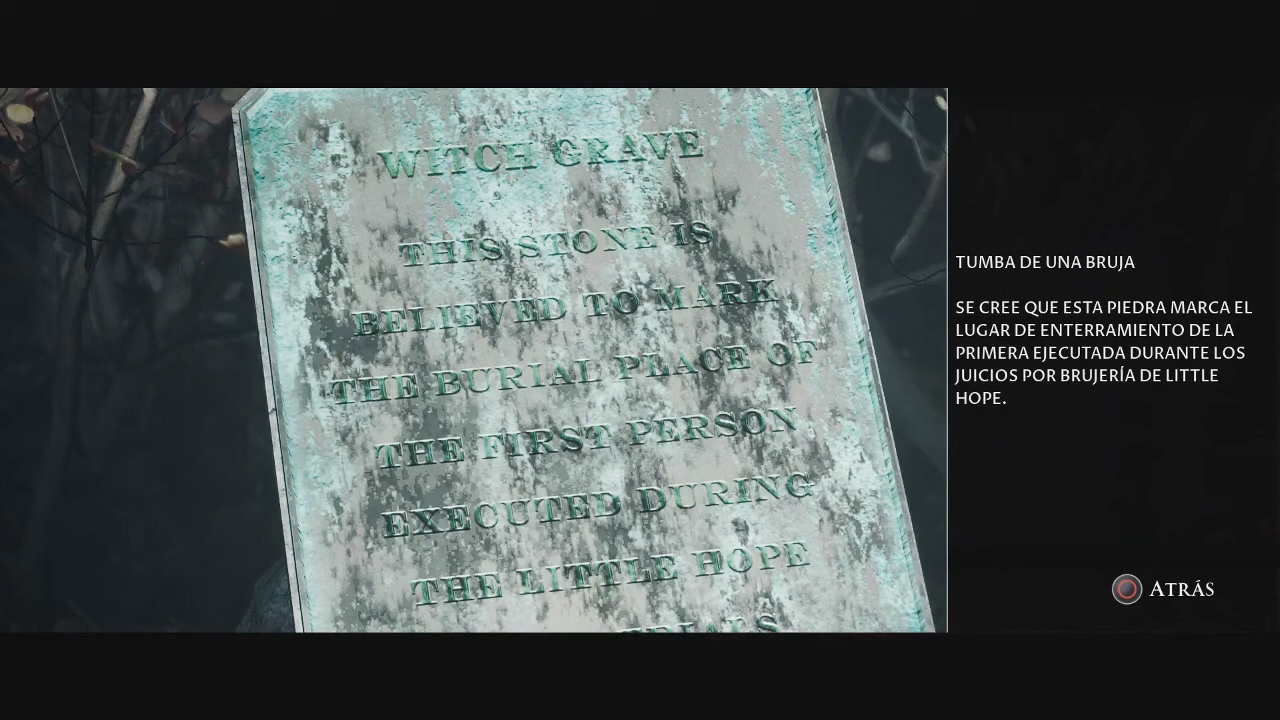 WITCH GRAVE
THIS STONE IS
BELIEVED TO MARK
THE BURIAL PLACE OF
THE FIRST PERSON
EXECUTED DURING
THE LITTLE HOPE
TUMBA DE UNA BRUJA
SE CREE QUE ESTA PIEDRA MARCA EL
LUGAR DE ENTERRAMIENTO DE LA
PRIMERA EJECUTADA DURANTE LOS
JUICIOS POR BRUJERÍA DE LITTLE
HOPE.
ATRÁS